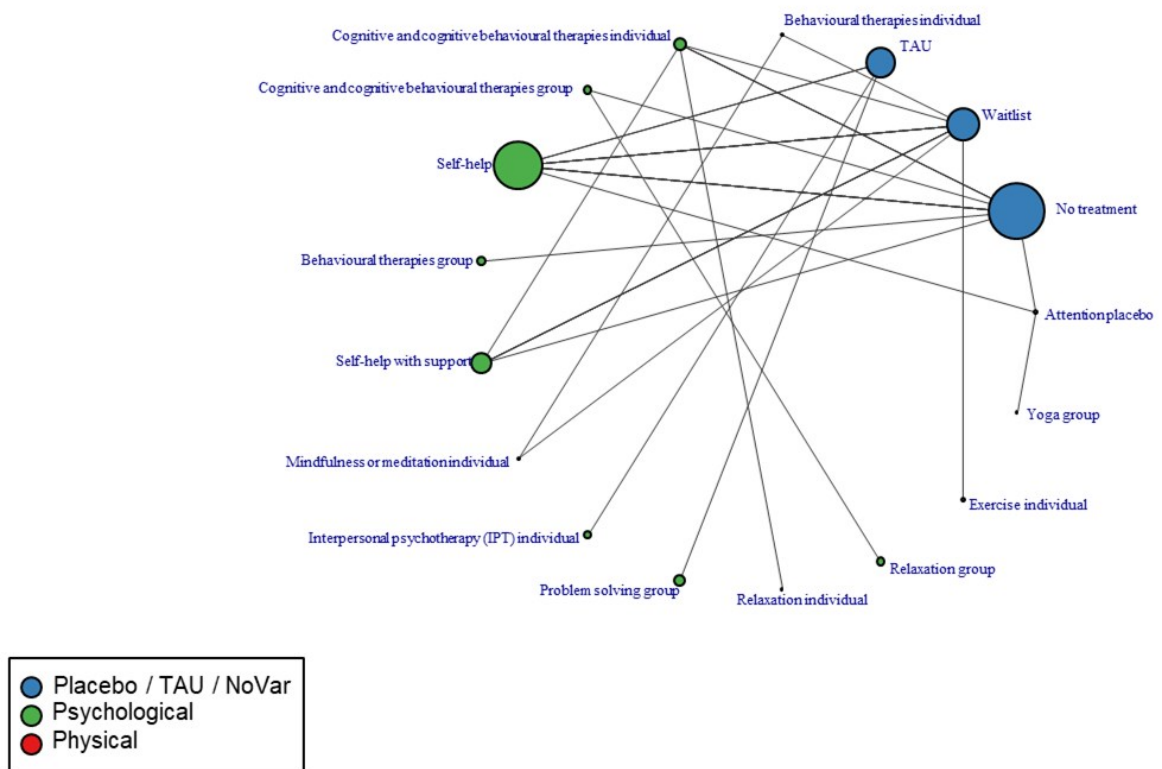 Behavioural therapies individual
Cognitive and cognitive behavioural therapies individual
TAU
Cognitive and cognitive behavioural therapies group
Waitlist
Self-help
No treatment
Behavioural therapies group
Attention placebo
Self-help with support
Yoga group
Mindfulness or meditation individual
Exercise individual
Interpersonal psychotherapy (IPT) individual
Relaxation group
Problem solving group
Relaxation individual
Placebo / TAU / NoVar
Psychological
Physical